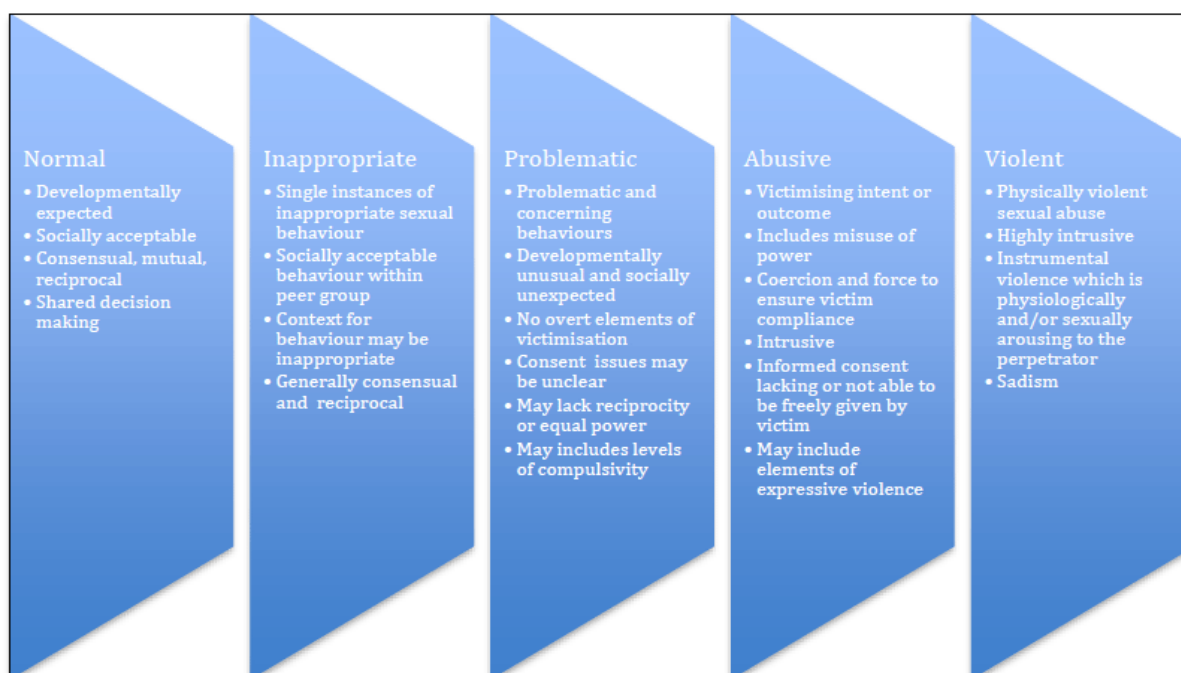 Normal
• Developmentally
expected
• Socially acceptable
• Consensual, mutual,
reciprocal
• Shared decision
making
Inappropriate
• Single instances of
inappropriate sexual
behaviour
• Socially acceptable
behaviour within
peer group
• Context for
behaviour may be
inappropriate
• Generally consensual
and reciprocal
Problematic
• Problematic and
concerning
behaviours
• Developmentally
unusual and socially
unexpected
• No overt elements of
victimisation
• Consent issues may
be unclear
• May lack reciprocity
or equal power
• May includes levels
of compulsivity
Abusive
• Victimising intent or
outcome
• Includes misuse of
power
• Coercion and force to
ensure victim
compliance
• Intrusive
• Informed consent
lacking or not able to
be freely given by
victim
• May include
elements of
expressive violence
Violent
• Physically violent
sexual abuse
• Highly intrusive
• Instrumental
violence which is
physiologically
and/or sexually
arousing to the
perpetrator
• Sadism